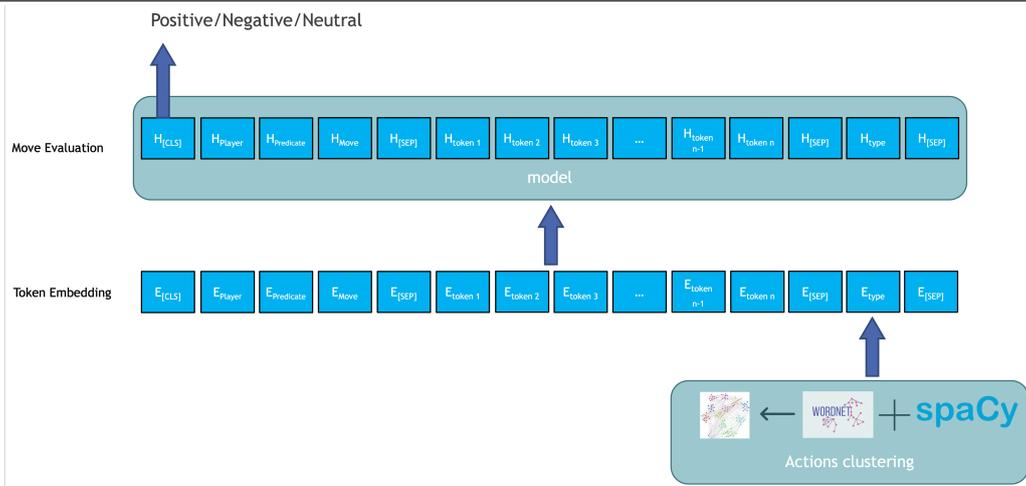 Positive/Negative/Neutral
Move Evaluation
H[CLS] HPlayer HPredicate HMove H[SEP] Htoken 1 Htoken 2 Htoken 3 ... Htoken n-1 Htoken n H[SEP] Htype H[SEP]
model
Token Embedding
E[CLS] EPlayer EPredicate EMove E[SEP] Etoken 1 Etoken 2 Etoken 3 ... Etoken n-1 Etoken n E[SEP] Etype E[SEP]
WORDNET + spaCy
Actions clustering